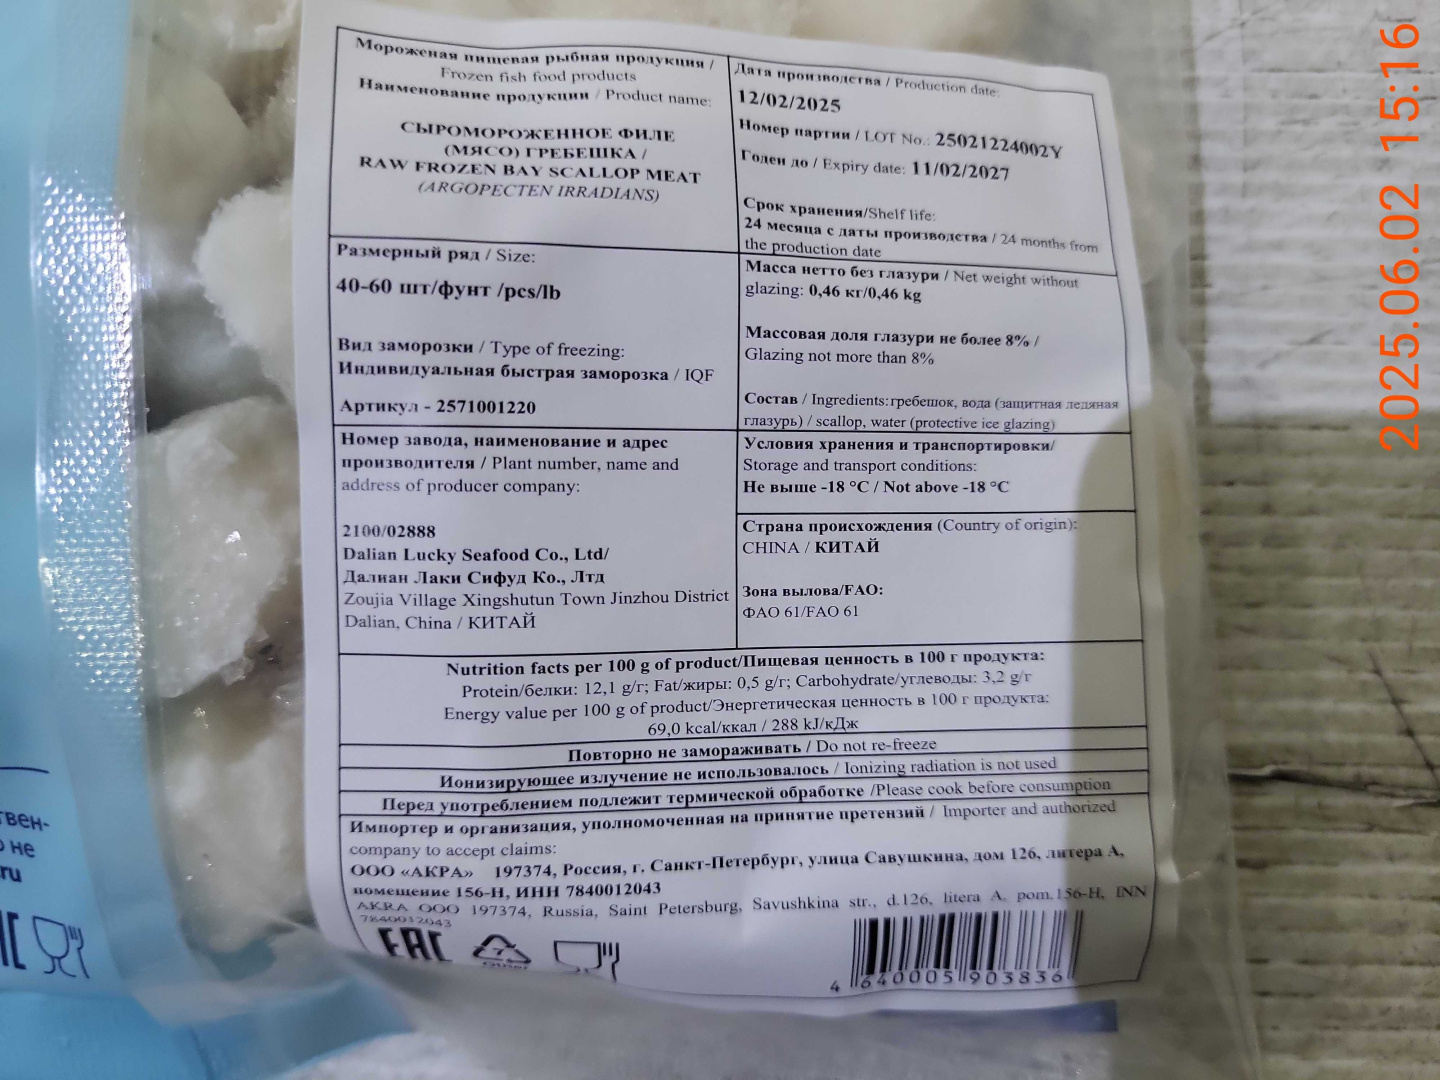 Мороженая пищевая рыбная продукция /
Frozen fish food products
Наименование продукции / Product name:
СЫРОМОРОЖЕННОЕ ФИЛЕ
(МЯСО) ГРЕБЕШКА /
RAW FROZEN BAY SCALLOP MEAT
(ARGOPECTEN IRRADIANS)
Дата производства / Production date:
12/02/2025
Номер партии / LOT No.: 25021224002Y
Годен до / Expiry date: 11/02/2027
Срок хранения/Shelf life:
24 месяца с даты производства / 24 months from
the production date
Размерный ряд / Size:
40-60 шт/фунт /pcs/lb
Вид заморозки / Type of freezing:
Индивидуальная быстрая заморозка / IQF
Артикул - 2571001220
Масса нетто без глазури / Net weight without
glazing: 0,46 кг/0,46 kg
Массовая доля глазури не более 8% /
Glazing not more than 8%
Состав / Ingredients: гребешок, вода (защитная ледяная
глазурь) / scallop, water (protective ice glazing)
Номер завода, наименование и адрес
производителя / Plant number, name and
address of producer company:
2100/02888
Dalian Lucky Seafood Co., Ltd/
Далиан Лаки Сифуд Ко., Лтд
Zoujia Village Xingshutun Town Jinzhou District
Dalian, China / КИТАЙ
Условия хранения и транспортировки/
Storage and transport conditions:
Не выше -18 °C / Not above -18 °C
Страна происхождения (Country of origin):
CHINA / КИТАЙ
Зона вылова/FAO:
ФАО 61/FAO 61
Nutrition facts per 100 g of product/Пищевая ценность в 100 г продукта:
Protein/белки: 12,1 g/г; Fat/жиры: 0,5 g/г; Carbohydrate/углеводы: 3,2 g/г
Energy value per 100 g of product/Энергетическая ценность в 100 г продукта:
69,0 kcal/ккал / 288 kJ/кДж
Повторно не замораживать / Do not re-freeze
Ионизирующее излучение не использовалось / Ionizing radiation is not used
Перед употреблением подлежит термической обработке /Please cook before consumption
Импортер и организация, уполномоченная на принятие претензий / Importer and authorized
company to accept claims:
ООО «АКРА» 197374, Россия, г. Санкт-Петербург, улица Савушкина, дом 126, литера А,
помещение 156-Н, ИНН 7840012043
AKRA OOO 197374, Russia, Saint Petersburg, Savushkina str., d.126, litera A, pom.156-H, INN
7840012043
EAC
7
Other
4 640005 903836
твен-
о не
ru
2025.06.02 15:16